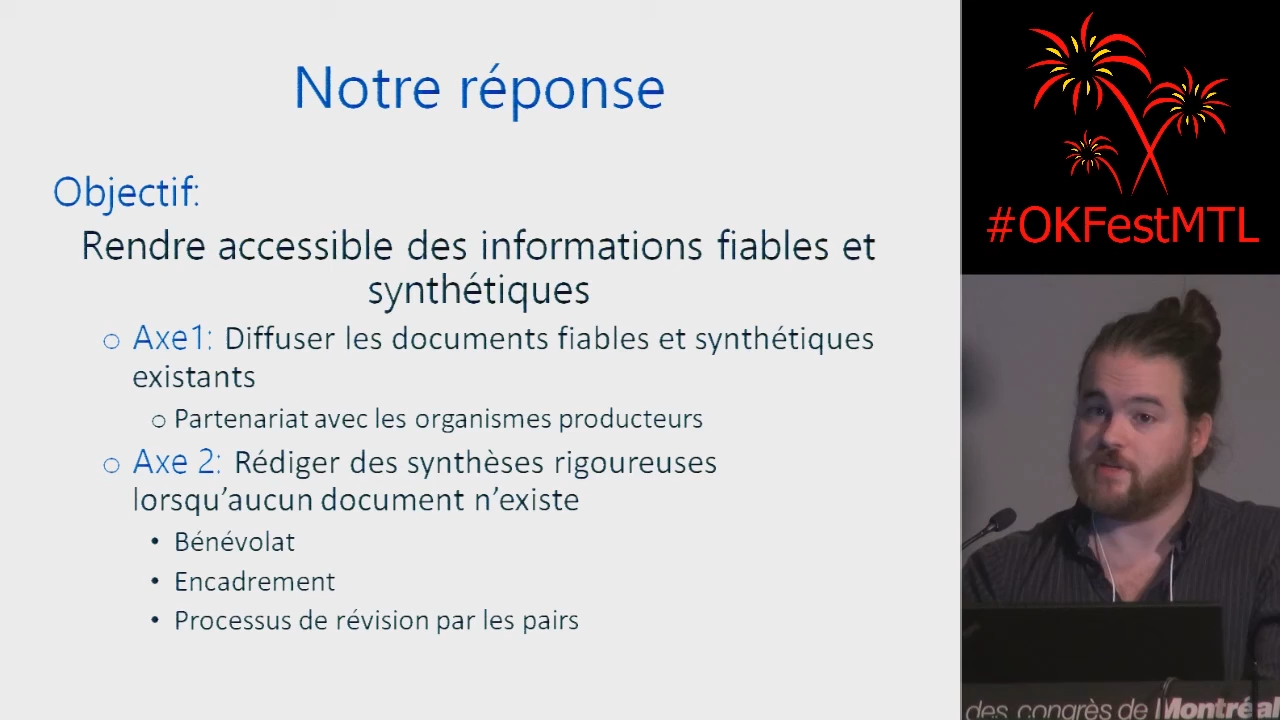 Notre réponse
Objectif:
Rendre accessible des informations fiables et
synthétiques
Axe1: Diffuser les documents fiables et synthétiques
existants
Partenariat avec les organismes producteurs
Axe 2: Rédiger des synthèses rigoureuses
lorsqu'aucun document n'existe
Bénévolat
Encadrement
Processus de révision par les pairs
#OKFestMTL
des congrès de Montréal